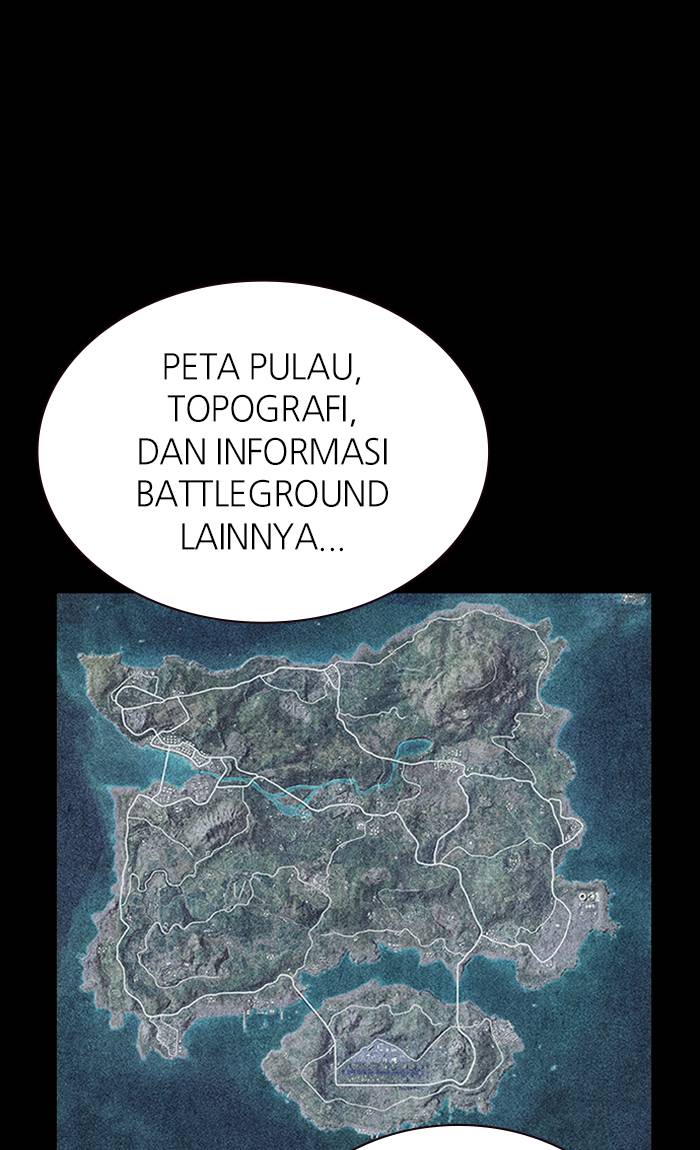 PETA PULAU,
TOPOGRAFI,
DAN INFORMASI
BATTLEGROUND
LAINNYA...